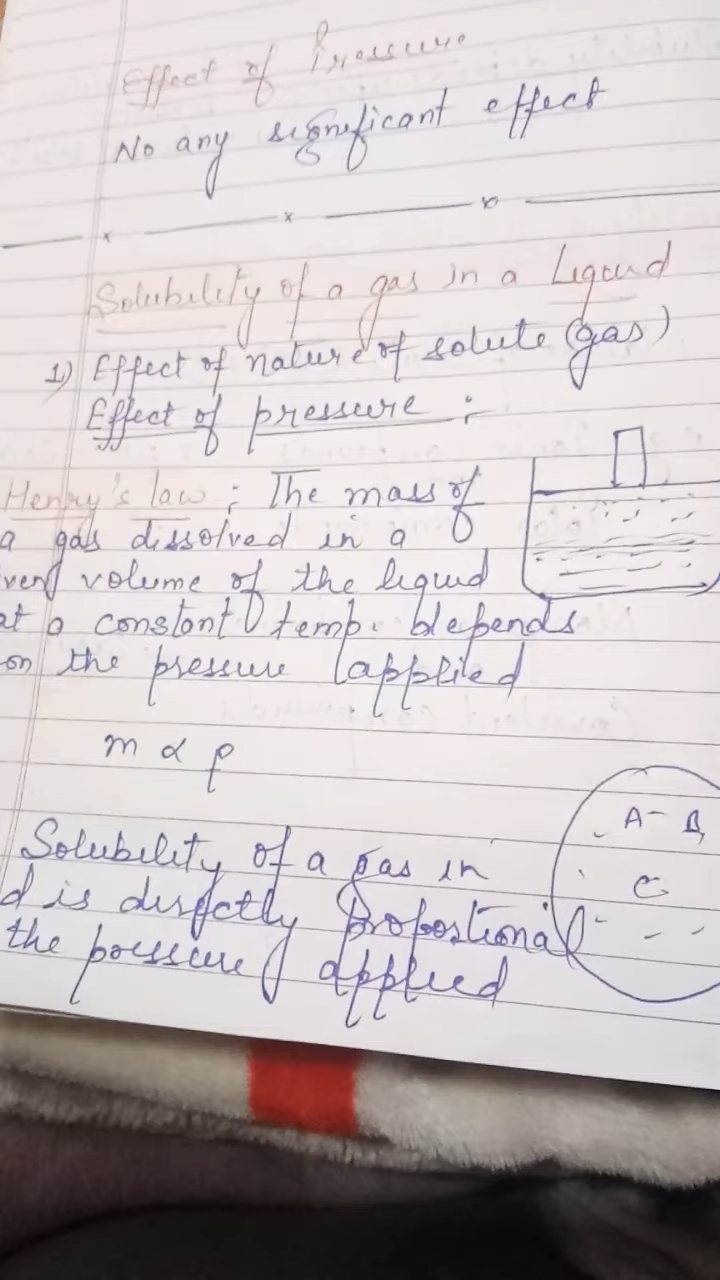 Effect of Pressure
No any significant effect
Solubility of a gas in a Liquid
1) Effect of nature of solute (gas)
Effect of pressure :
Henry's law : The mass of
a gas dissolved in a
ven volume of the liquid
at a constant temp. depends
on the pressure applied
m ∝ p
A - B
Solubility of a gas in
C
d is directly proportional
the pressure applied